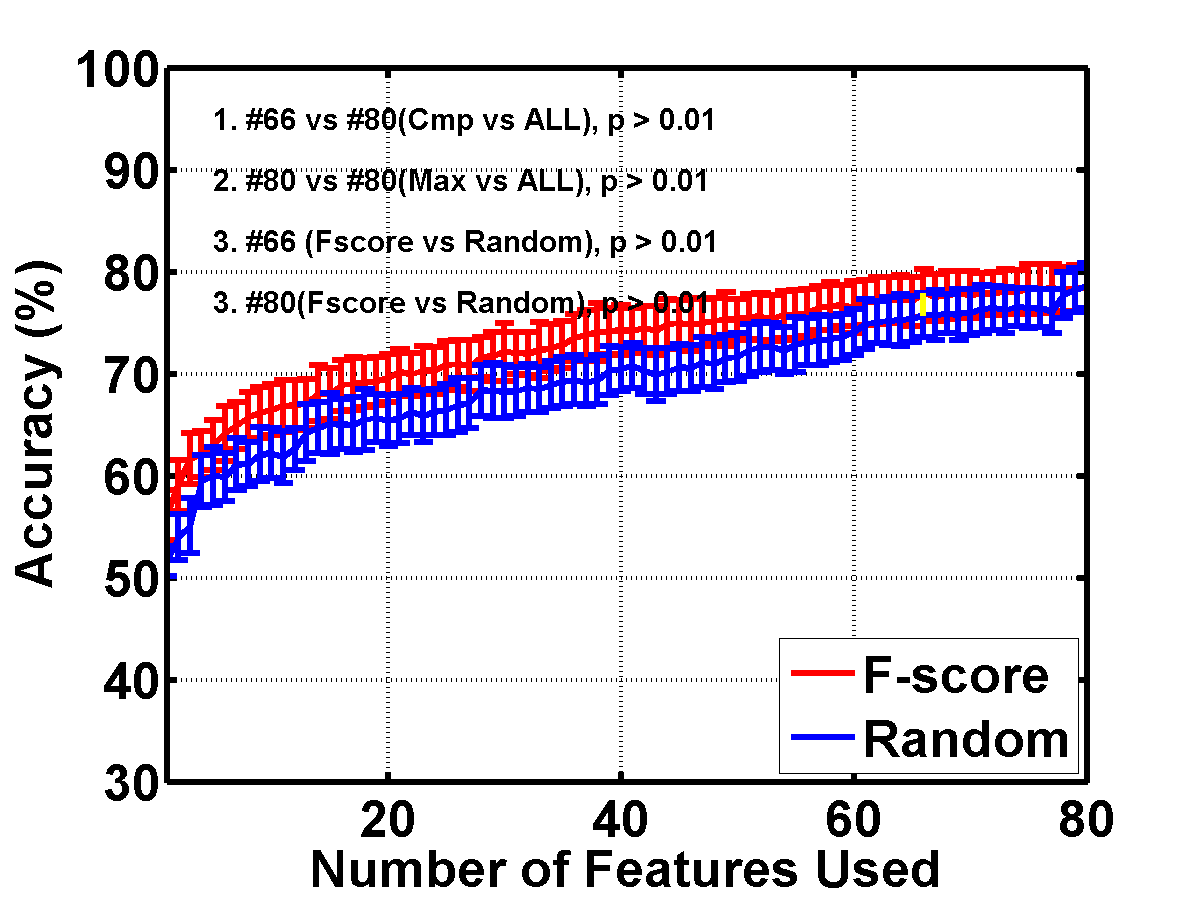 100
90
80
70
60
50
40
30
Accuracy (%)
1. #66 vs #80(Cmp vs ALL), p > 0.01
2. #80 vs #80(Max vs ALL), p > 0.01
3. #66 (Fscore vs Random), p > 0.01
3. #80(Fscore vs Random), p > 0.01
F-score
Random
20 40 60 80
Number of Features Used